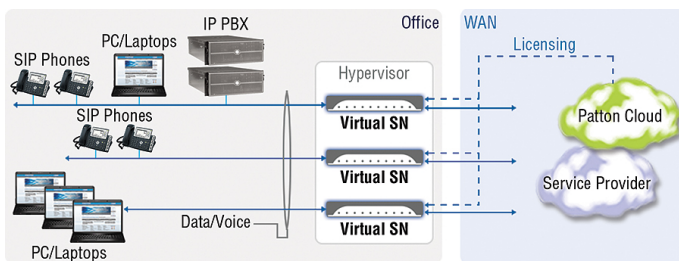 Office
WAN
IP PBX
PC/Laptops
SIP Phones
Licensing
Hypervisor
Virtual SN
SIP Phones
Patton Cloud
Virtual SN
Service Provider
Data/Voice
Virtual SN
PC/Laptops